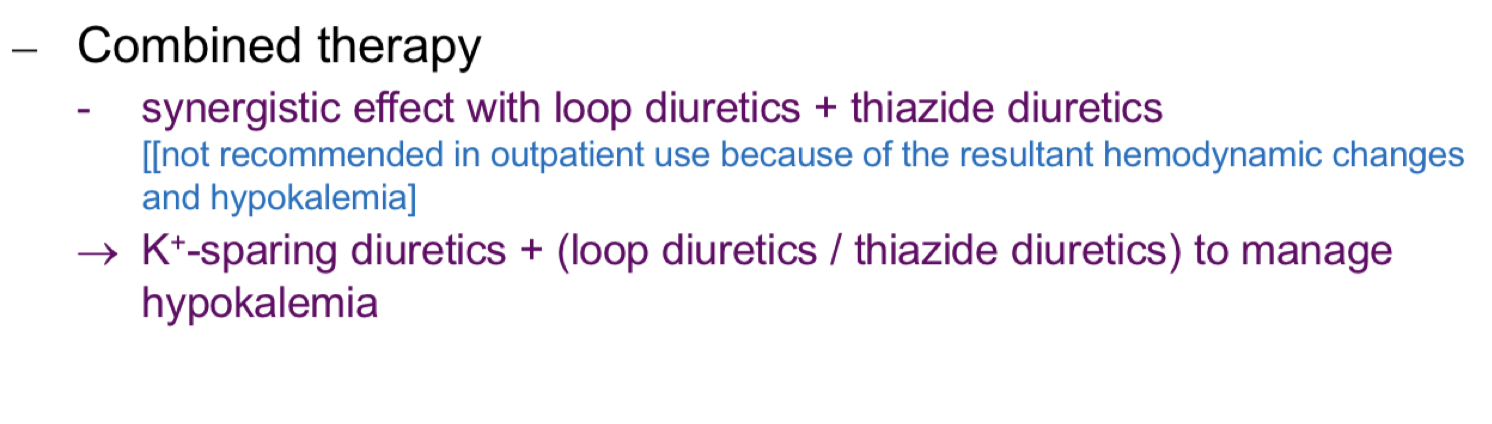 – Combined therapy
- synergistic effect with loop diuretics + thiazide diuretics
[[not recommended in outpatient use because of the resultant hemodynamic changes
and hypokalemia]
→ K⁺-sparing diuretics + (loop diuretics / thiazide diuretics) to manage
hypokalemia